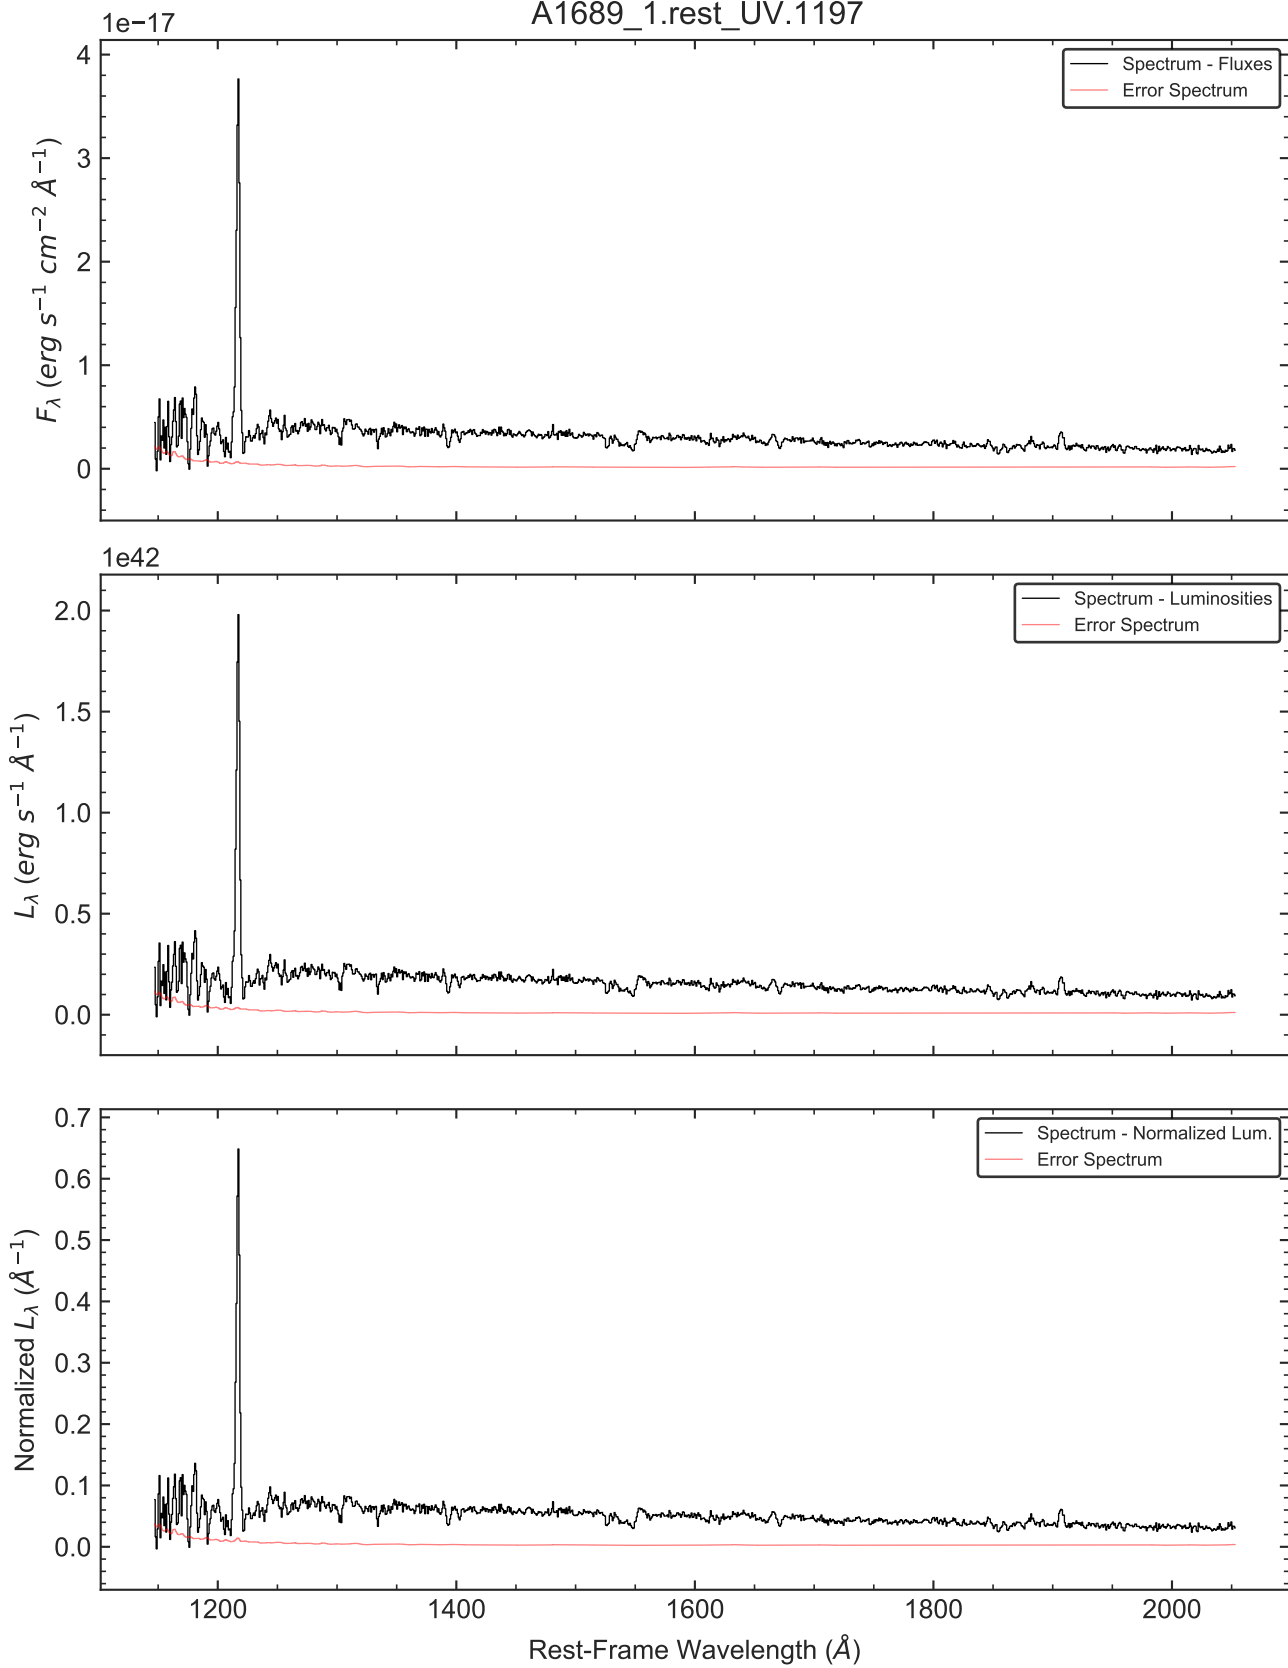 A1689_1.rest_UV.1197
1e−17
Spectrum - Fluxes
Error Spectrum
4
3
2
1
0
F_λ (erg s⁻¹ cm⁻² Å⁻¹)
1e42
Spectrum - Luminosities
Error Spectrum
2.0
1.5
1.0
0.5
0.0
L_λ (erg s⁻¹ Å⁻¹)
Spectrum - Normalized Lum.
Error Spectrum
0.7
0.6
0.5
0.4
0.3
0.2
0.1
0.0
Normalized L_λ (Å⁻¹)
1200 1400 1600 1800 2000
Rest-Frame Wavelength (Å)